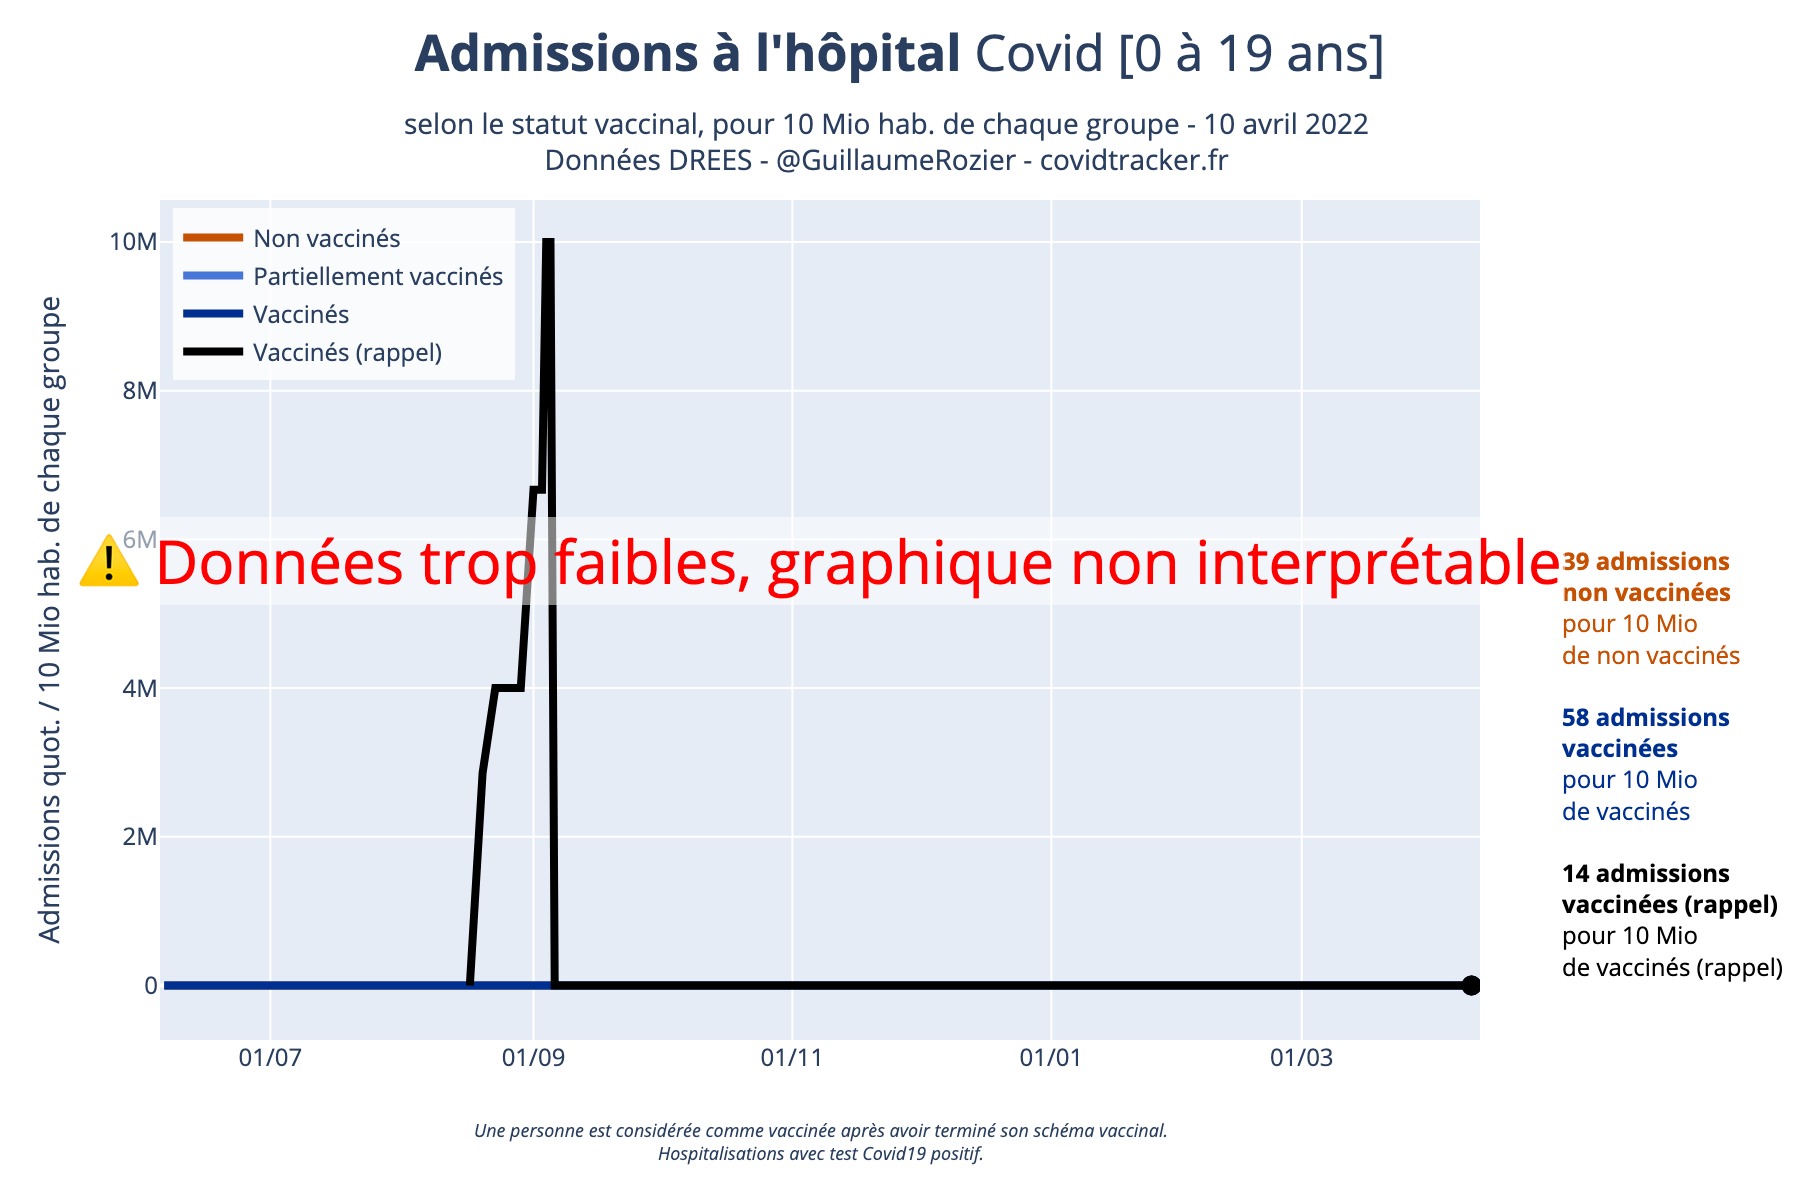 Admissions à l'hôpital Covid [0 à 19 ans]
selon le statut vaccinal, pour 10 Mio hab. de chaque groupe - 10 avril 2022
Données DREES - @GuillaumeRozier - covidtracker.fr
Admissions quot. / 10 Mio hab. de chaque groupe
10M
8M
6M
4M
2M
0
Non vaccinés
Partiellement vaccinés
Vaccinés
Vaccinés (rappel)
Données trop faibles, graphique non interprétable
39 admissions
non vaccinées
pour 10 Mio
de non vaccinés
58 admissions
vaccinées
pour 10 Mio
de vaccinés
14 admissions
vaccinées (rappel)
pour 10 Mio
de vaccinés (rappel)
01/07
01/09
01/11
01/01
01/03
Une personne est considérée comme vaccinée après avoir terminé son schéma vaccinal.
Hospitalisations avec test Covid19 positif.